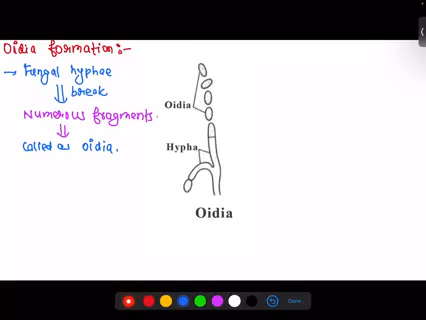 Oidia formation:-
→ Fungal hyphae
break
Numerous fragments.
called as oidia.
Oidia
Hypha
Oidia
Done